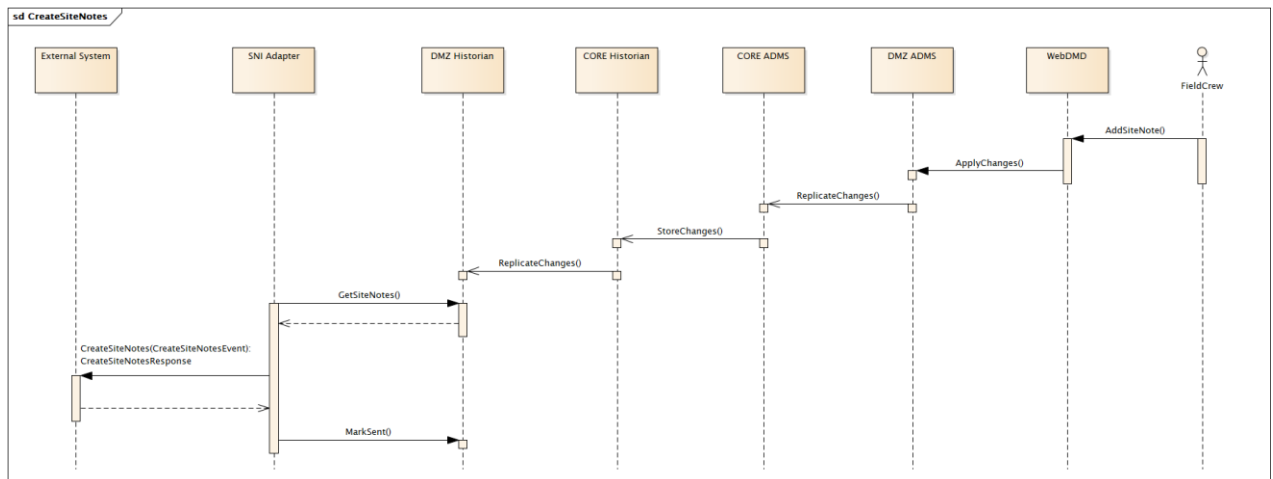 sd CreateSiteNotes
External System
SNI Adapter
DMZ Historian
CORE Historian
CORE ADMS
DMZ ADMS
WebDMD
FieldCrew
AddSiteNote()
ApplyChanges()
ReplicateChanges()
StoreChanges()
ReplicateChanges()
GetSiteNotes()
CreateSiteNotes(CreateSiteNotesEvent):
CreateSiteNotesResponse
MarkSent()